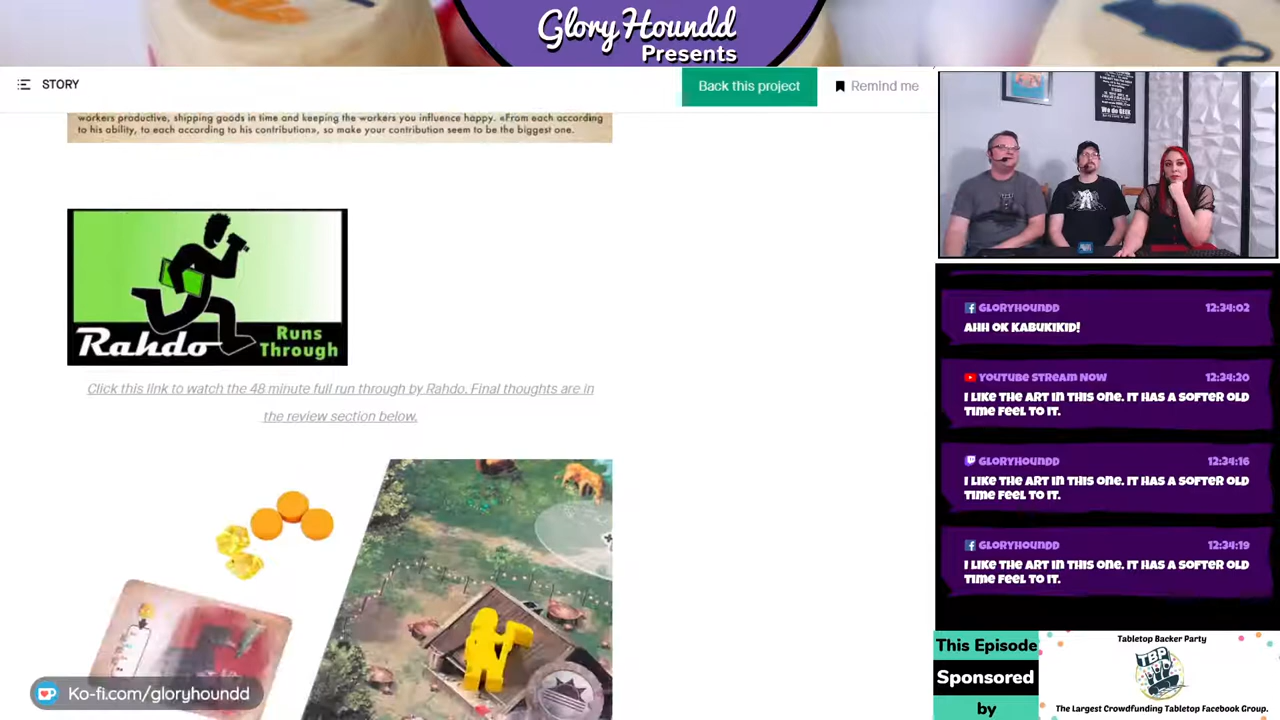 GloryHoundd
Presents
STORY
Back this project
Remind me
workers productive, shipping goods in time and keeping the workers you influence happy. «From each according
to his ability, to each according to his contribution», so make your contribution seem to be the biggest one.
Rahdo
Runs
Through
Click this link to watch the 48 minute full run through by Rahdo. Final thoughts are in
the review section below.
Ko-fi.com/gloryhoundd
We do GEEK
GLORYHOUNDD
12:34:02
AHH OK KABUKIKID!
YOUTUBE STREAM NOW
12:34:20
I LIKE THE ART IN THIS ONE. IT HAS A SOFTER OLD
TIME FEEL TO IT.
GLORYHOUNDD
12:34:16
I LIKE THE ART IN THIS ONE. IT HAS A SOFTER OLD
TIME FEEL TO IT.
GLORYHOUNDD
12:34:19
I LIKE THE ART IN THIS ONE. IT HAS A SOFTER OLD
TIME FEEL TO IT.
This Episode
Sponsored
by
Tabletop Backer Party
TBP
The Largest Crowdfunding Tabletop Facebook Group.